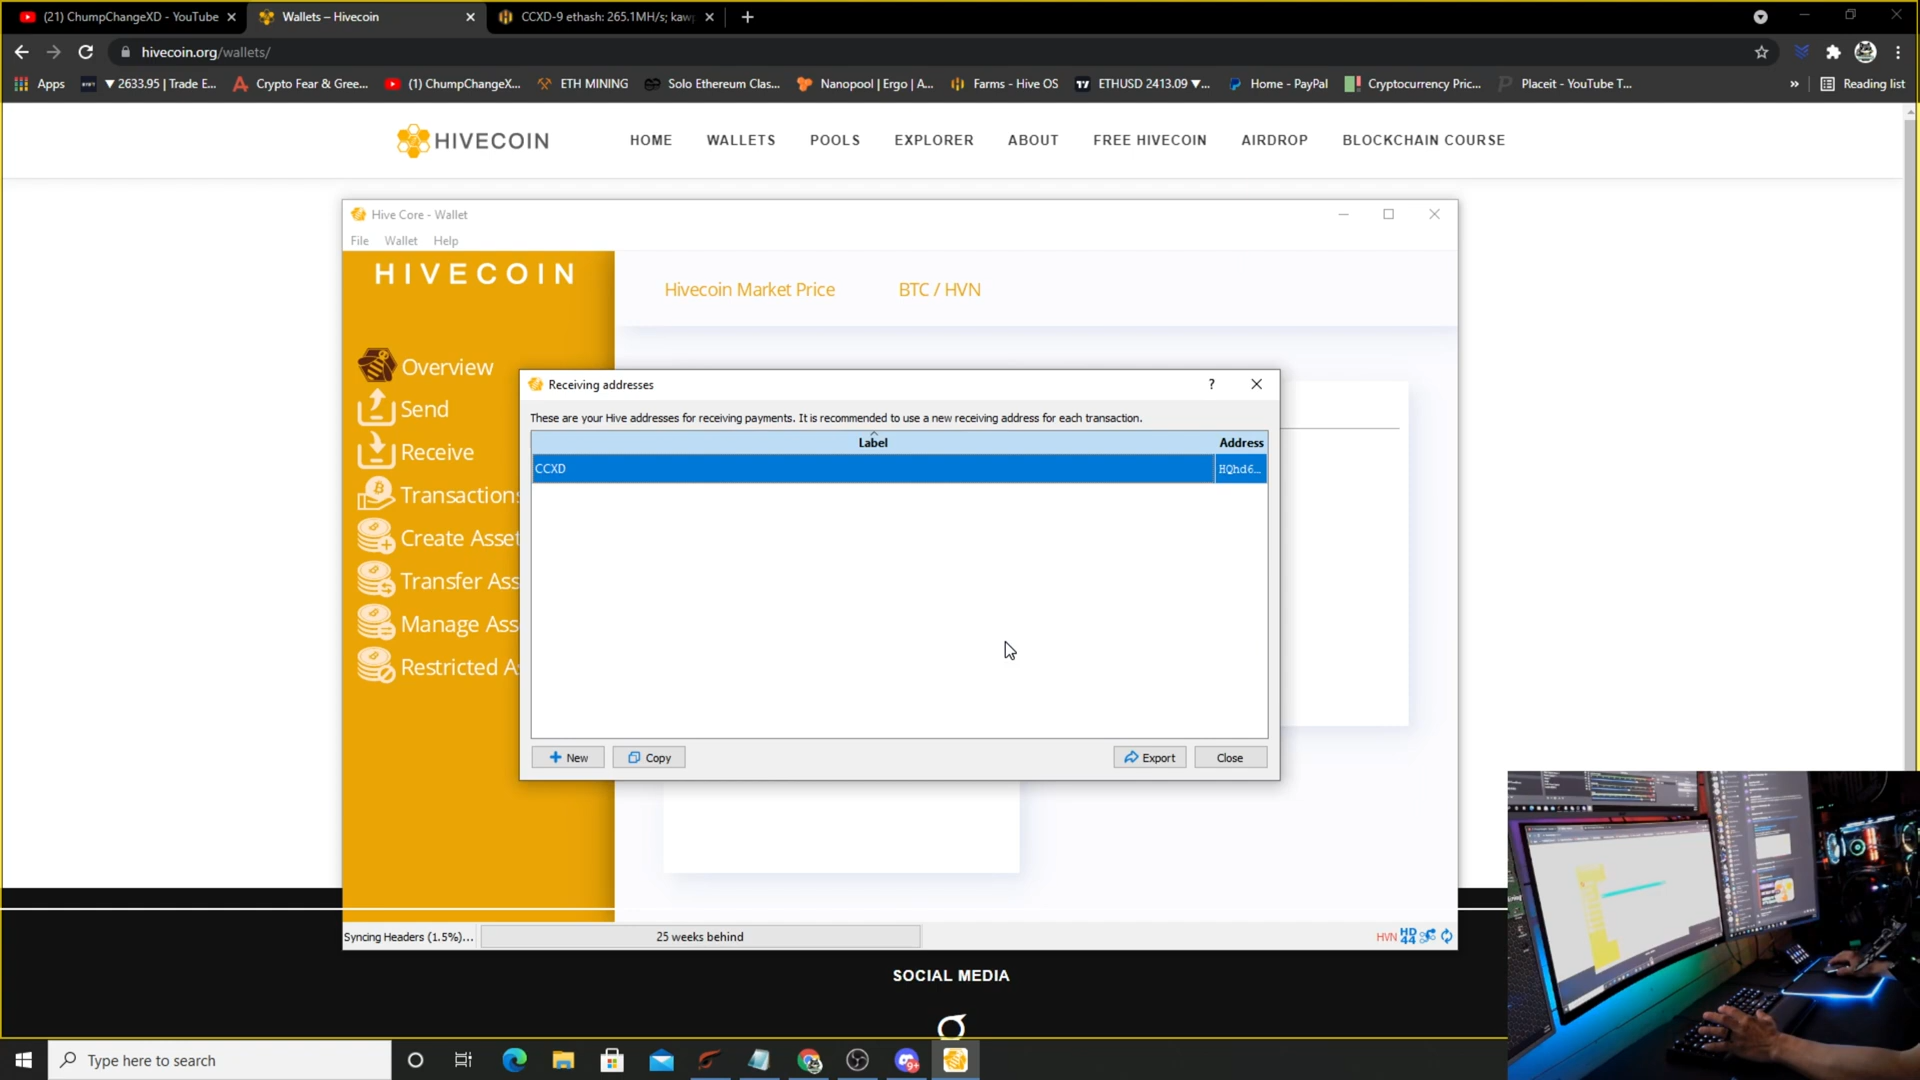 (21) ChumpChangeXD - YouTube
Wallets – Hivecoin
CCXD-9 ethash: 265.1MH/s; kaw
hivecoin.org/wallets/
Apps
▼ 2633.95 | Trade E...
Crypto Fear & Gree...
(1) ChumpChangeX...
ETH MINING
Solo Ethereum Clas...
Nanopool | Ergo | A...
Farms - Hive OS
ETHUSD 2413.09 ▼...
Home - PayPal
Cryptocurrency Pric...
Placeit - YouTube T...
»
Reading list
HIVECOIN
HOME
WALLETS
POOLS
EXPLORER
ABOUT
FREE HIVECOIN
AIRDROP
BLOCKCHAIN COURSE
Hive Core - Wallet
File
Wallet
Help
HIVECOIN
Hivecoin Market Price
BTC / HVN
Overview
Send
Receive
Transactions
Create Asset
Transfer Ass
Manage Ass
Restricted A
Receiving addresses
?
These are your Hive addresses for receiving payments. It is recommended to use a new receiving address for each transaction.
Label
Address
CCXD
HQhd6...
New
Copy
Export
Close
Syncing Headers (1.5%)...
25 weeks behind
HVN
HD
44
SOCIAL MEDIA
Type here to search